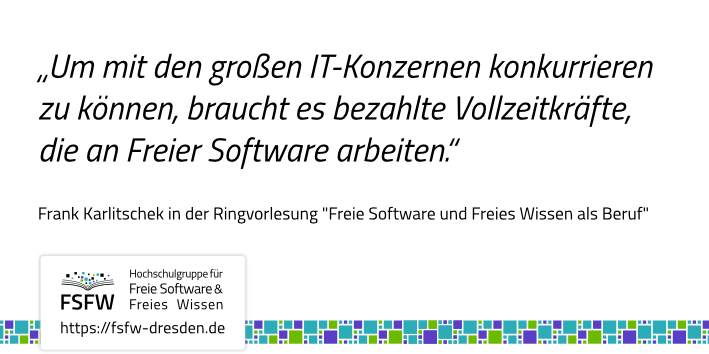 „Um mit den großen IT-Konzernen konkurrieren
zu können, braucht es bezahlte Vollzeitkräfte,
die an Freier Software arbeiten.“
Frank Karlitschek in der Ringvorlesung "Freie Software und Freies Wissen als Beruf"
Hochschulgruppe für
Freie Software &
FSFW Freies Wissen
https://fsfw-dresden.de